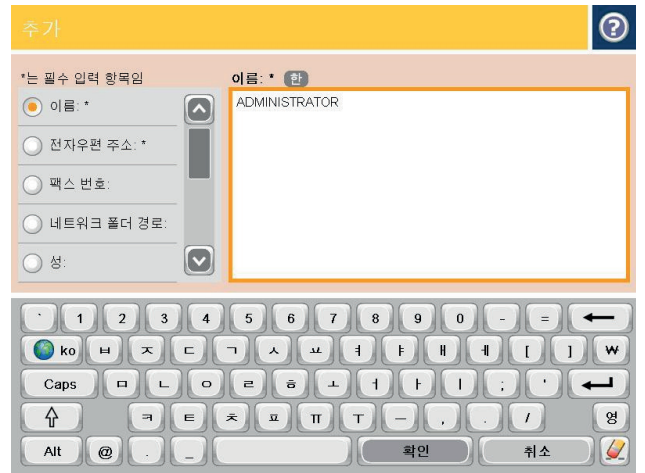 추가
?
*는 필수 입력 항목임
이름: * 한
이름: *
ADMINISTRATOR
전자우편 주소: *
팩스 번호:
네트워크 폴더 경로:
성:
` 1 2 3 4 5 6 7 8 9 0 - =
ko ㅂ ㅈ ㄷ ㄱ ㅅ ㅛ ㅕ ㅑ ㅐ ㅔ [ ] ₩
Caps ㅁ ㄴ ㅇ ㄹ ㅎ ㅗ ㅓ ㅏ ㅣ ; '
ㅋ ㅌ ㅊ ㅍ ㅠ ㅜ ㅡ , . / 영
Alt @ . _ 확인 취소